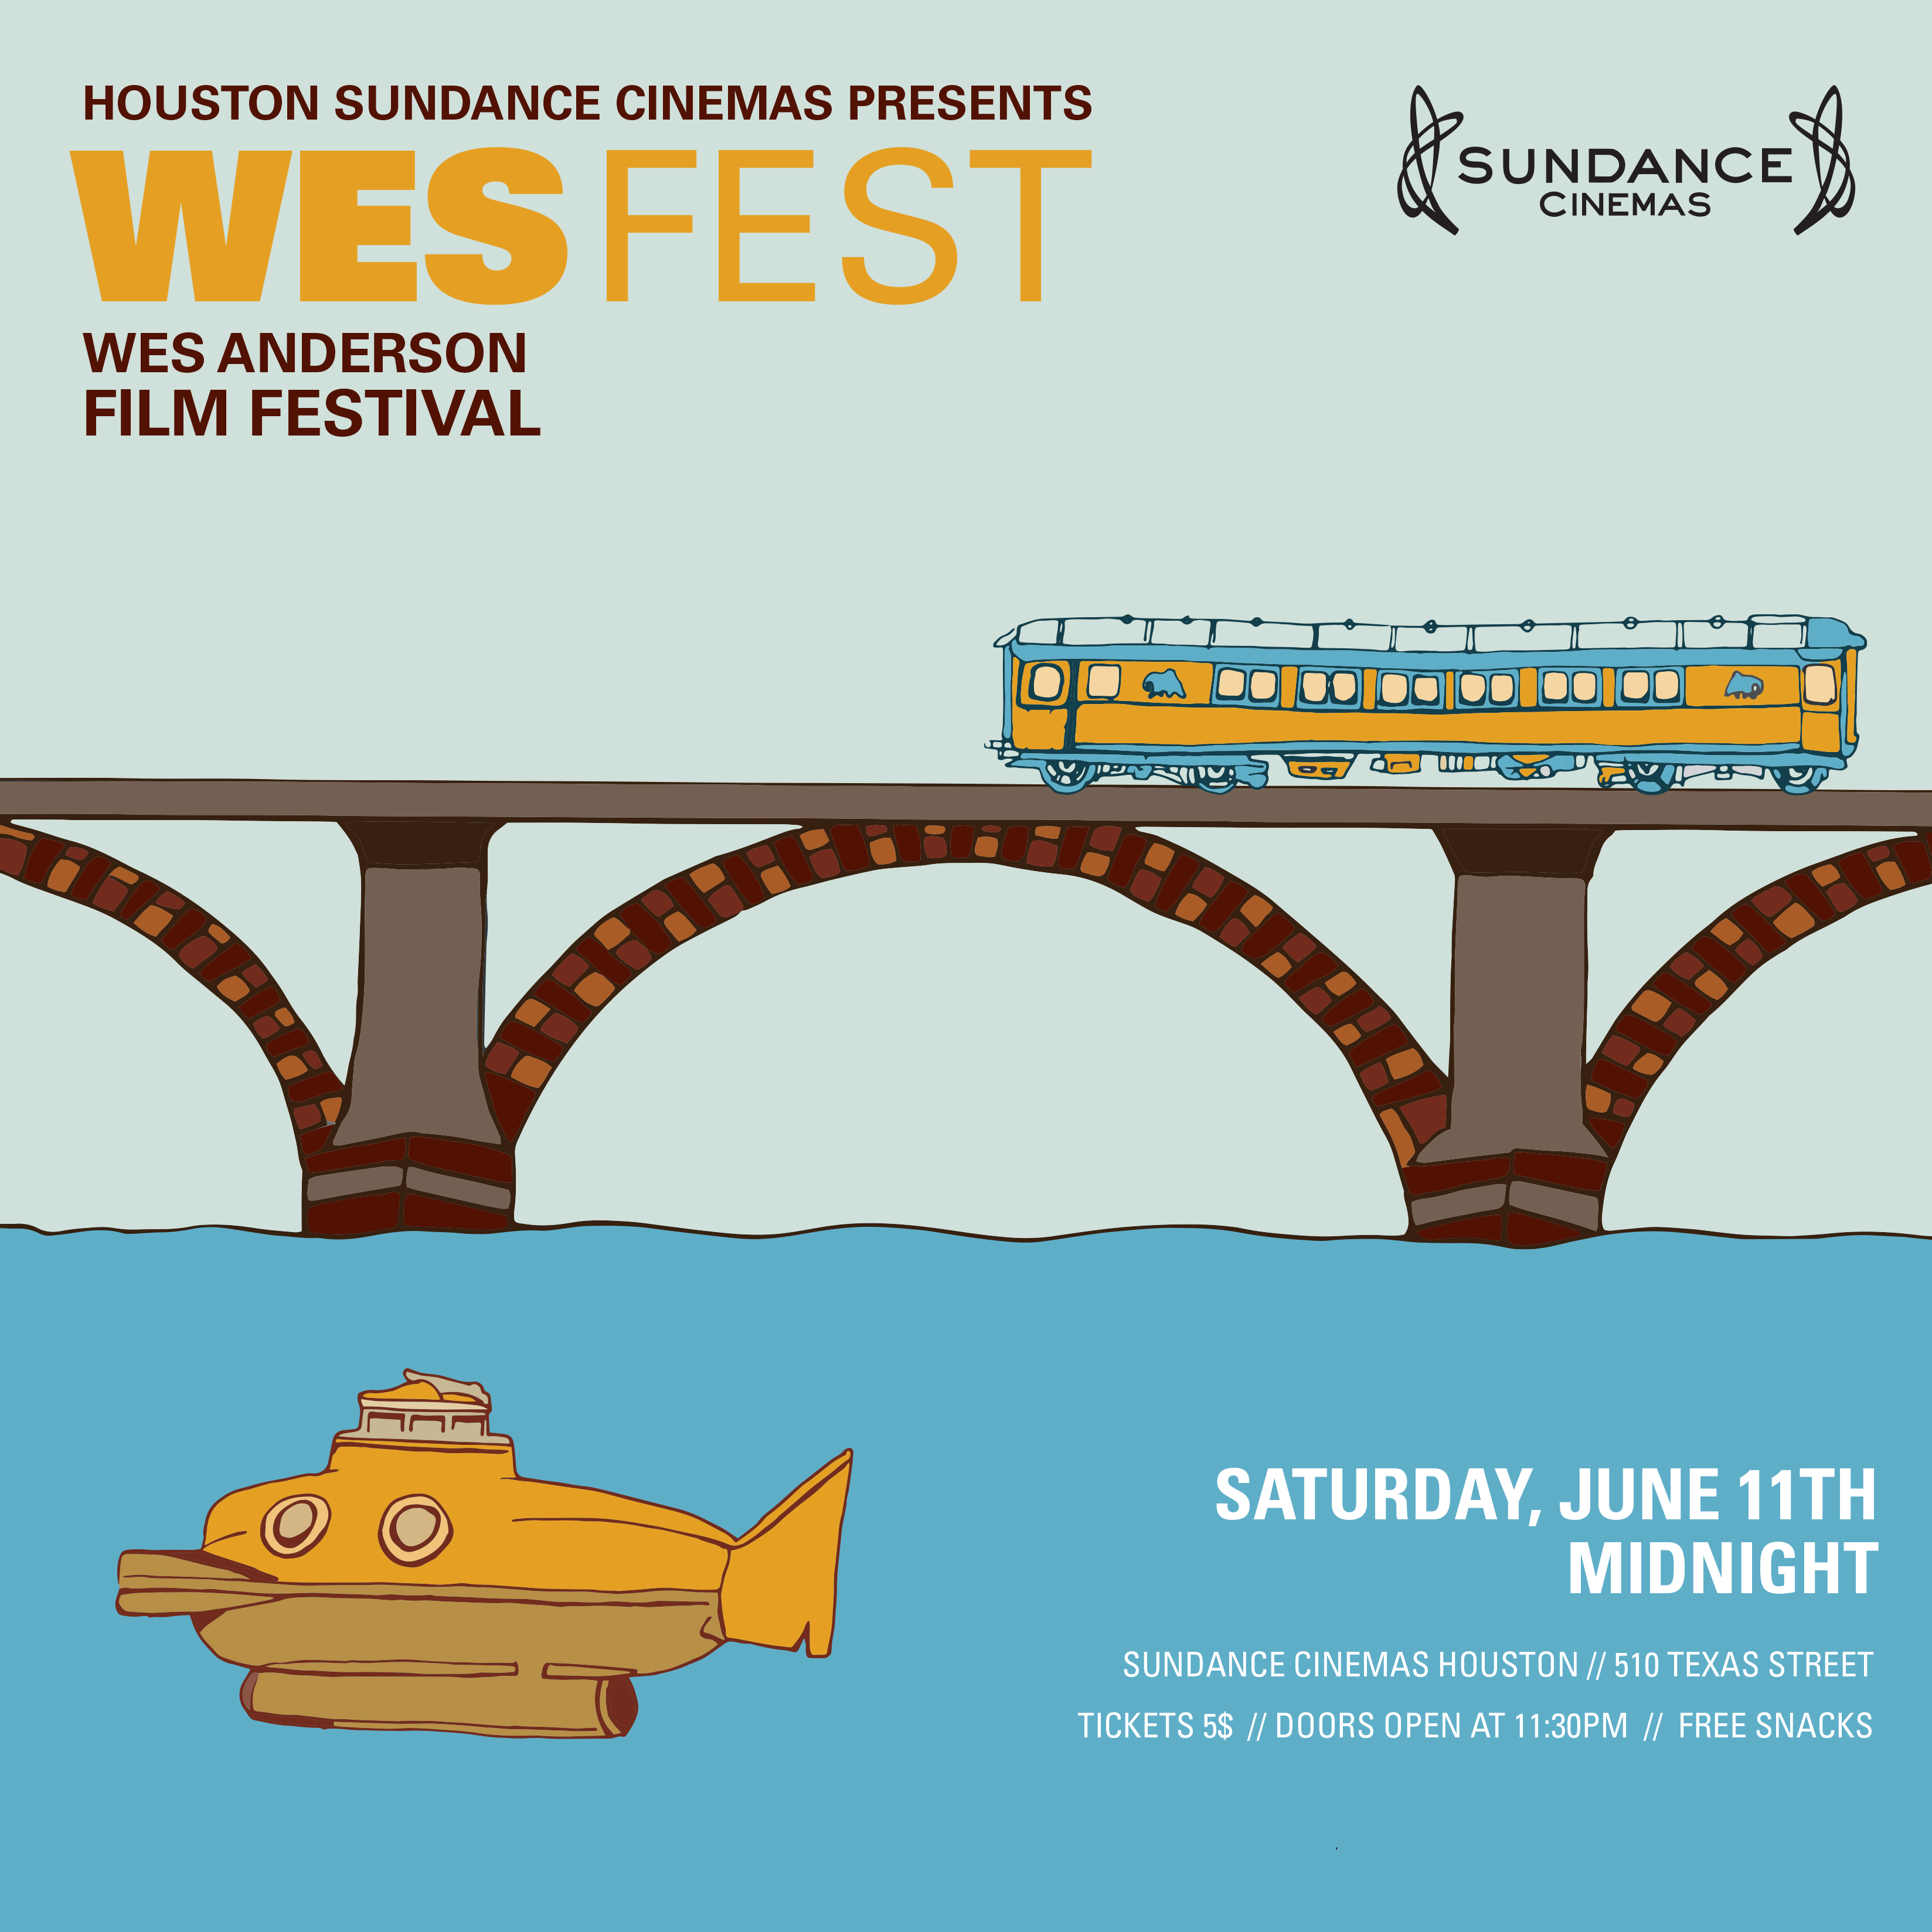 HOUSTON SUNDANCE CINEMAS PRESENTS
WESFEST
WES ANDERSON
FILM FESTIVAL
SUNDANCE
CINEMAS
SATURDAY, JUNE 11TH
MIDNIGHT
SUNDANCE CINEMAS HOUSTON // 510 TEXAS STREET
TICKETS 5$ // DOORS OPEN AT 11:30PM // FREE SNACKS